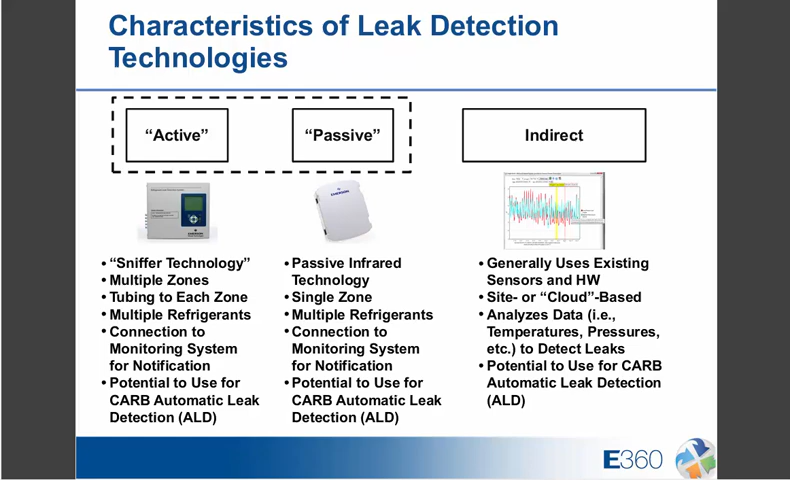 Characteristics of Leak Detection
Technologies
“Active”
“Passive”
Indirect
EMERSON
• “Sniffer Technology”
• Multiple Zones
• Tubing to Each Zone
• Multiple Refrigerants
• Connection to
Monitoring System
for Notification
• Potential to Use for
CARB Automatic Leak
Detection (ALD)
• Passive Infrared
Technology
• Single Zone
• Multiple Refrigerants
• Connection to
Monitoring System
for Notification
• Potential to Use for
CARB Automatic Leak
Detection (ALD)
• Generally Uses Existing
Sensors and HW
• Site- or “Cloud”-Based
• Analyzes Data (i.e.,
Temperatures, Pressures,
etc.) to Detect Leaks
• Potential to Use for CARB
Automatic Leak Detection
(ALD)
E360